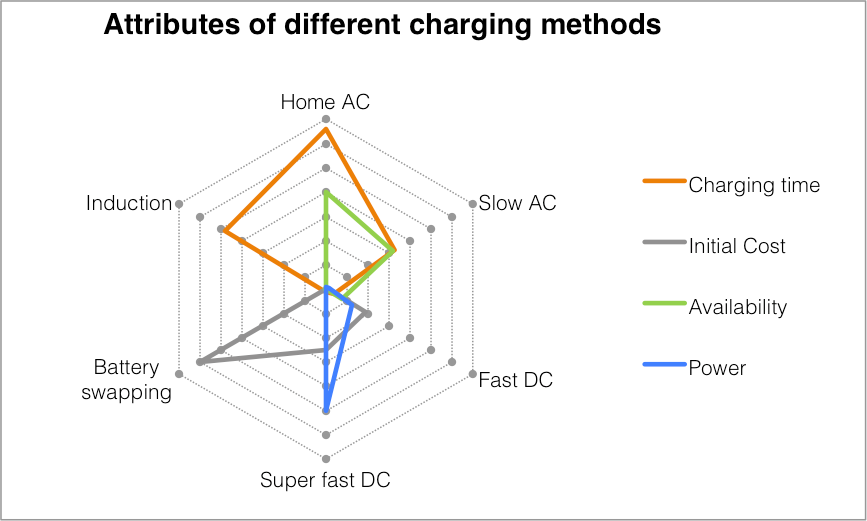 Attributes of different charging methods
Home AC
Induction
Slow AC
Battery
swapping
Fast DC
Super fast DC
Charging time
Initial Cost
Availability
Power